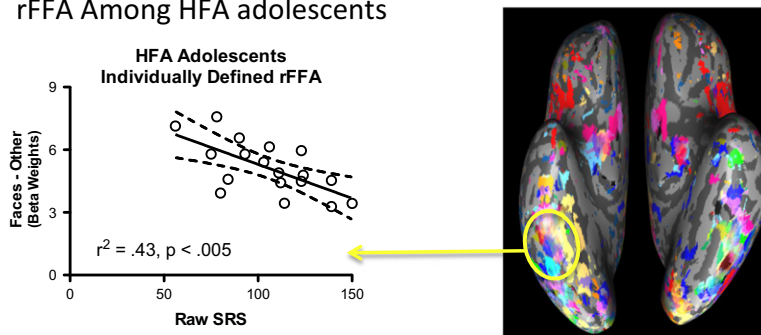 rFFA Among HFA adolescents
HFA Adolescents
Individually Defined rFFA
9
6
3
0
Faces - Other
(Beta Weights)
r² = .43, p < .005
0
50
100
150
Raw SRS